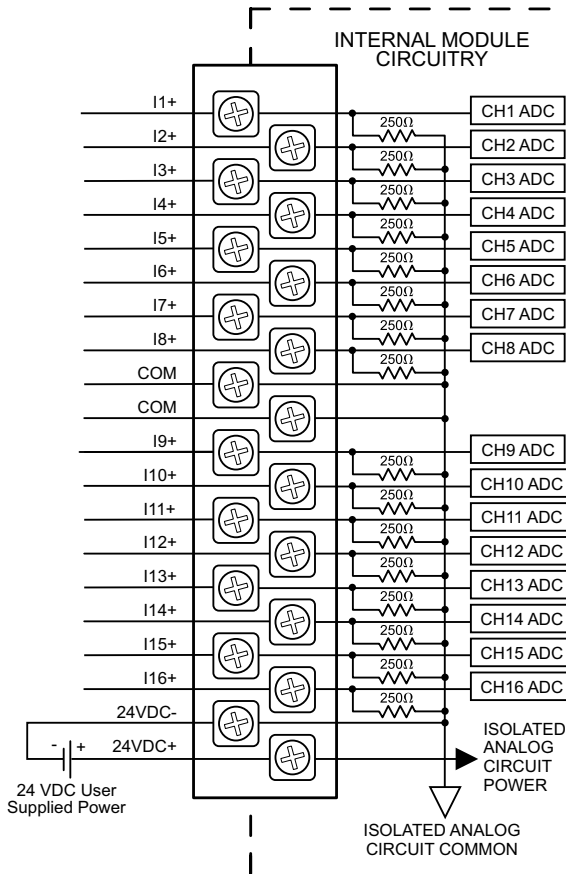 INTERNAL MODULE
CIRCUITRY
I1+
250Ω
CH1 ADC
I2+
250Ω
CH2 ADC
I3+
250Ω
CH3 ADC
I4+
250Ω
CH4 ADC
I5+
250Ω
CH5 ADC
I6+
250Ω
CH6 ADC
I7+
250Ω
CH7 ADC
I8+
250Ω
CH8 ADC
COM
COM
I9+
250Ω
CH9 ADC
I10+
250Ω
CH10 ADC
I11+
250Ω
CH11 ADC
I12+
250Ω
CH12 ADC
I13+
250Ω
CH13 ADC
I14+
250Ω
CH14 ADC
I15+
250Ω
CH15 ADC
I16+
250Ω
CH16 ADC
24VDC-
- +
24VDC+
24 VDC User
Supplied Power
ISOLATED
ANALOG
CIRCUIT
POWER
ISOLATED ANALOG
CIRCUIT COMMON